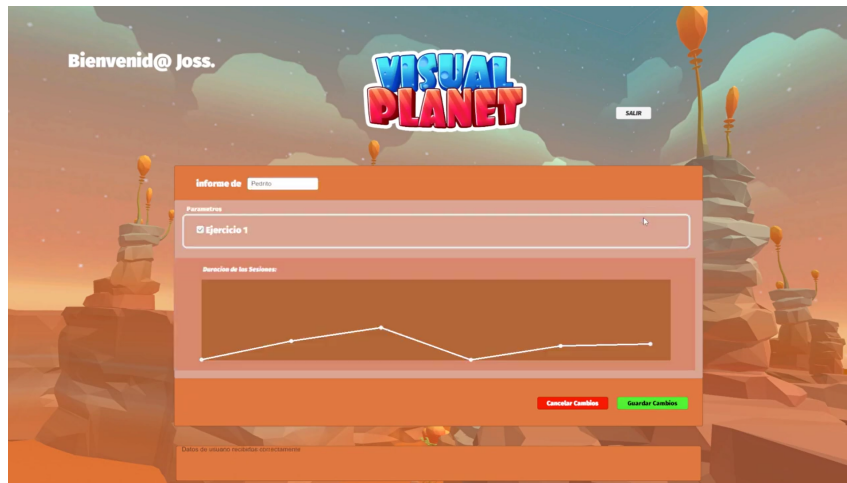 Bienvenid@ Joss.
VISUAL
PLANET
SALIR
informe de Pedrito
Parametros
Ejercicio 1
Duracion de las Sesiones:
Cancelar Cambios Guardar Cambios
Datos de usuario recibidos correctamente